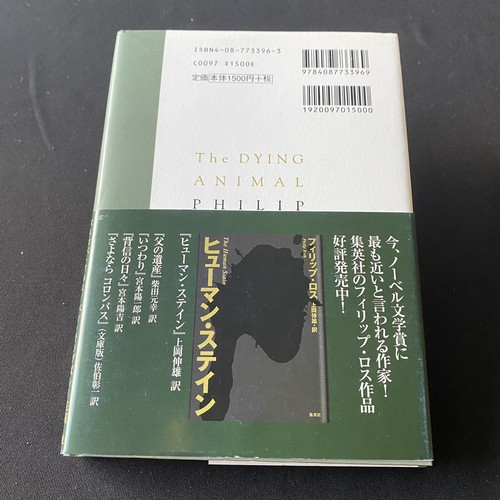 ISBN4-08-773396-3
C0097 ¥1500E
定価 本体1500円+税
9784087733969
1920097015000
The DYING
ANIMAL
PHILIP
今、ノーベル文学賞に
最も近いと言われる作家!
集英社のフィリップ・ロス作品
好評発売中!
フィリップ・ロス
上岡伸雄・訳
The Human Stain
ヒューマン・ステイン
集英社
『ヒューマン・ステイン』上岡伸雄 訳
『父の遺産』柴田元幸 訳
『いつわり』宮本陽一郎 訳
『背信の日々』宮本陽吉 訳
『さよなら コロンバス』(文庫版)佐伯彰一 訳